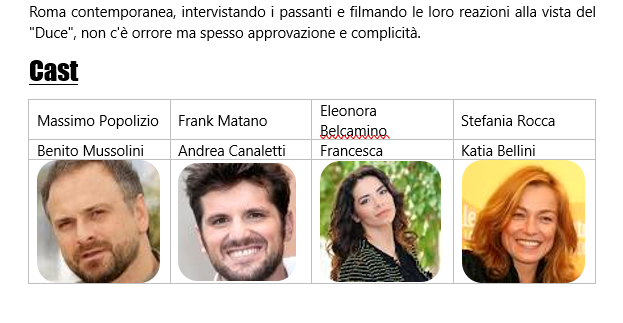 Roma contemporanea, intervistando i passanti e filmando le loro reazioni alla vista del
"Duce", non c'è orrore ma spesso approvazione e complicità.
Cast
Massimo Popolizio Frank Matano Eleonora Belcamino Stefania Rocca
Benito Mussolini Andrea Canaletti Francesca Katia Bellini